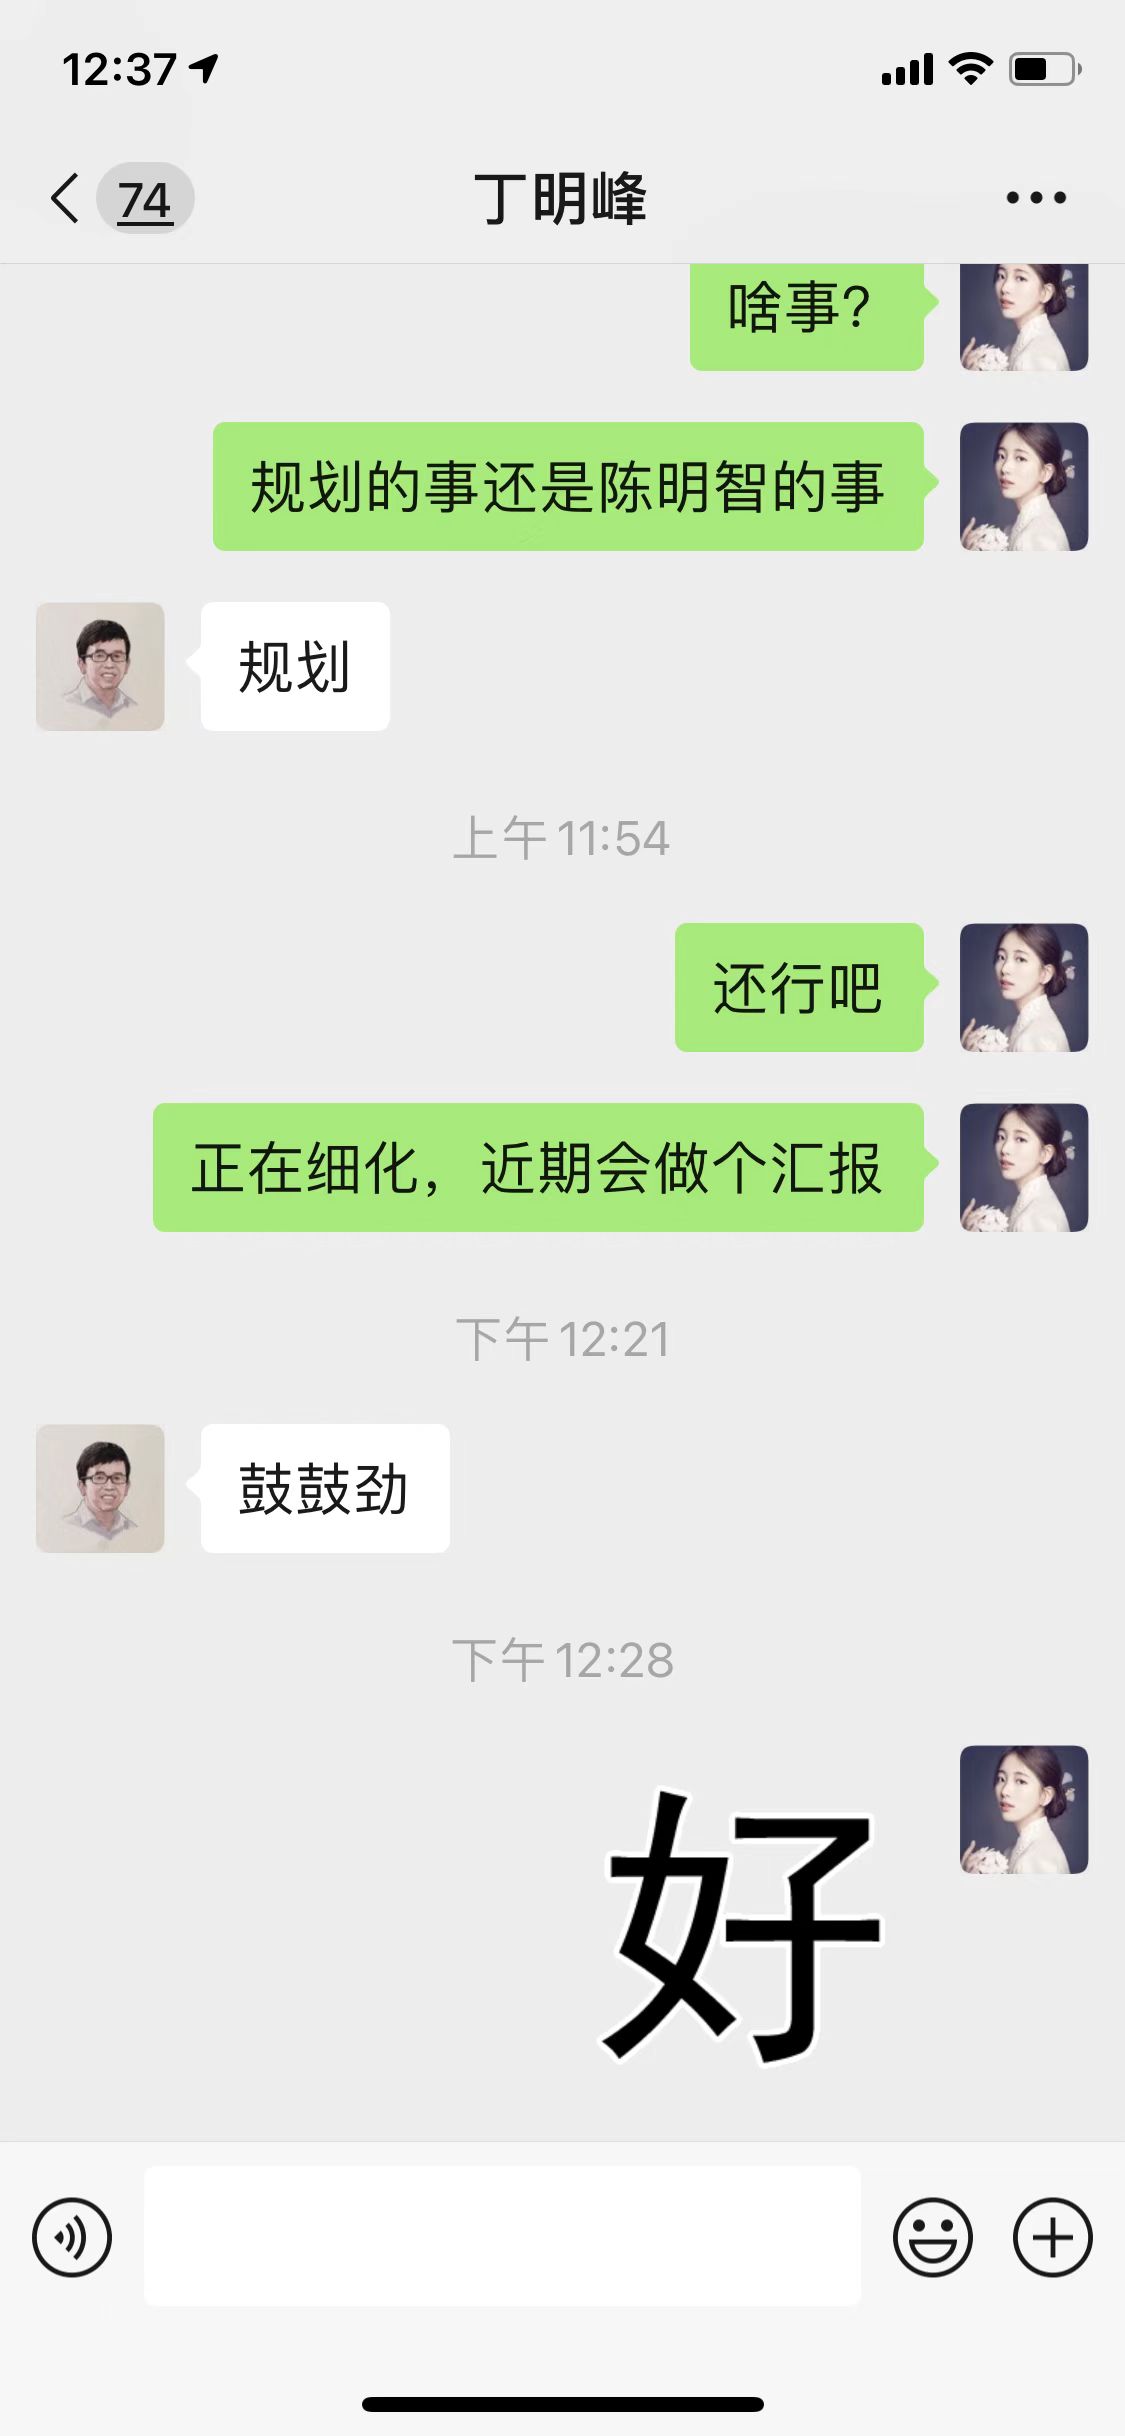 12:37
74
丁明峰
啥事?
规划的事还是陈明智的事
规划
上午 11:54
还行吧
正在细化，近期会做个汇报
下午 12:21
鼓鼓劲
下午 12:28
好